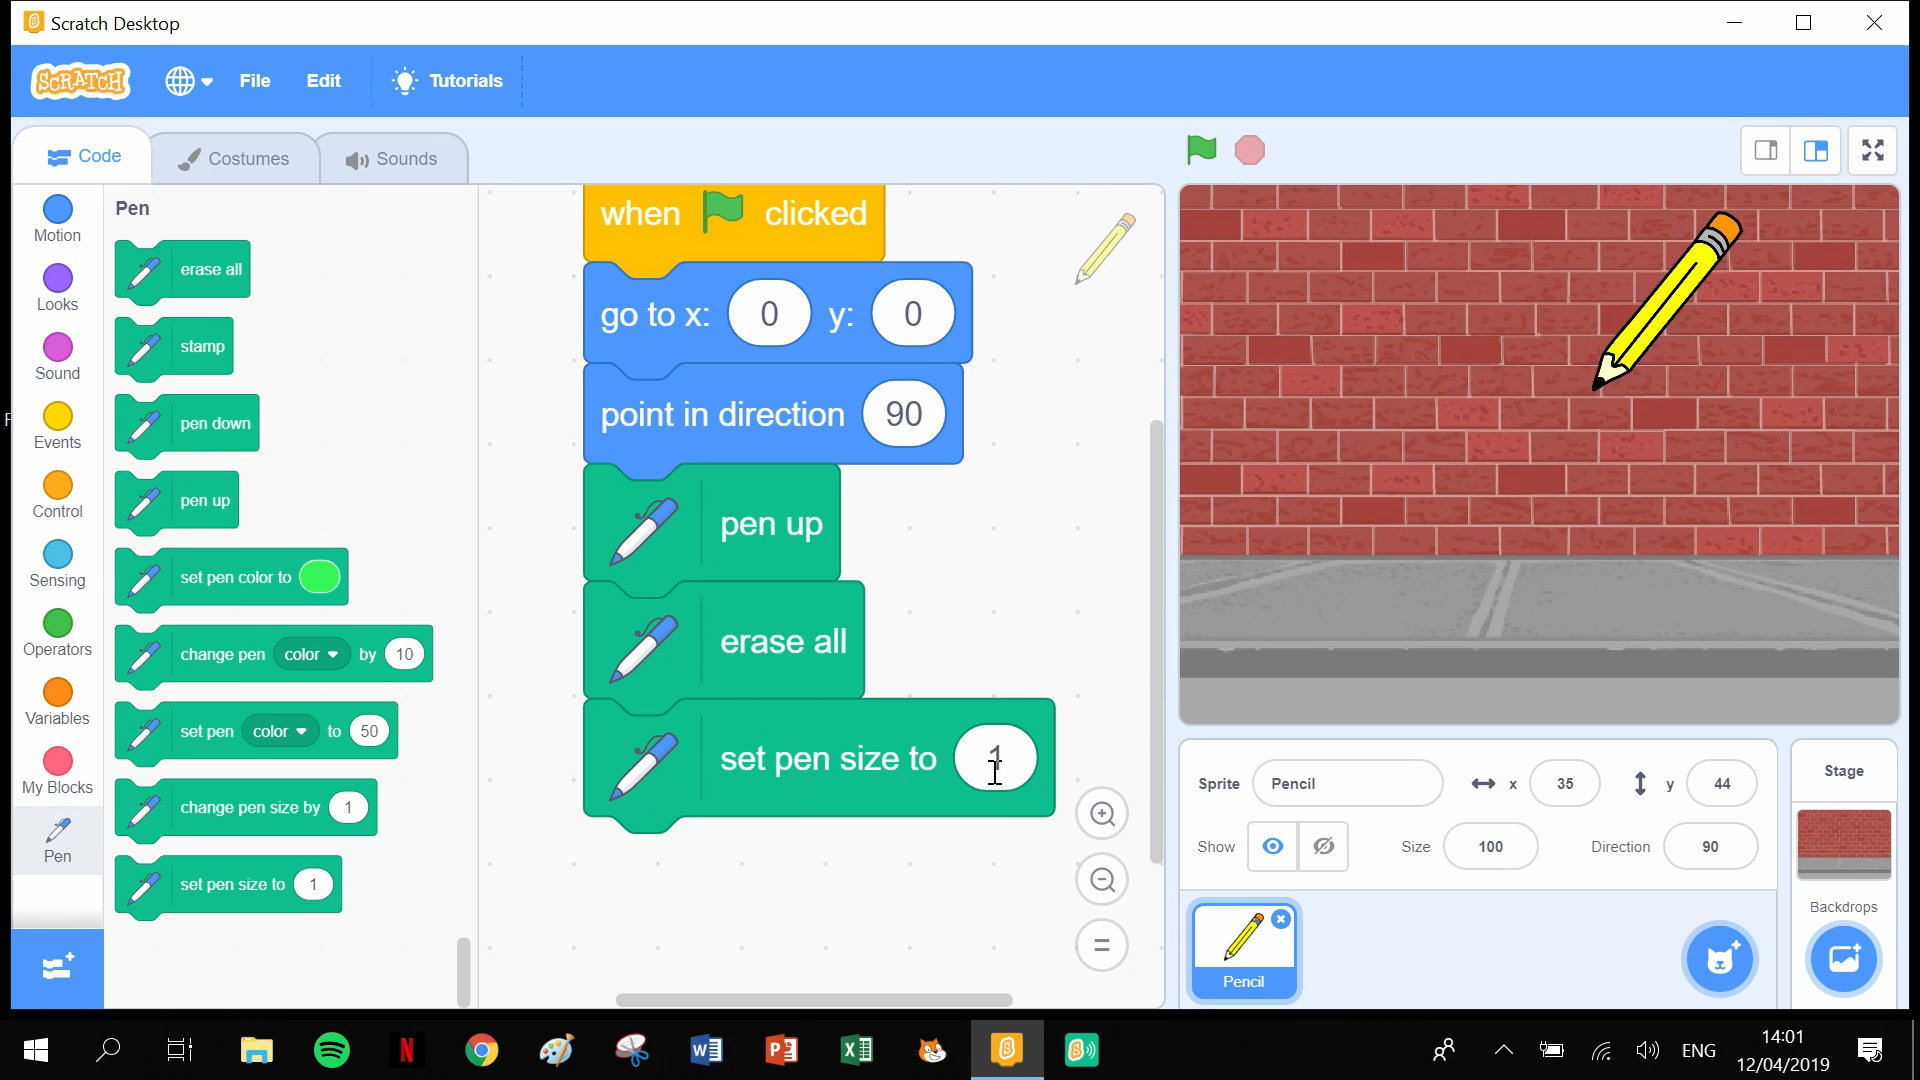 Scratch Desktop
SCRATCH
File
Edit
Tutorials
Code
Costumes
Sounds
Motion
Looks
Sound
Events
Control
Sensing
Operators
Variables
My Blocks
Pen
Pen
erase all
stamp
pen down
pen up
set pen color to
change pen color by 10
set pen color to 50
change pen size by 1
set pen size to 1
when clicked
go to x: 0 y: 0
point in direction 90
pen up
erase all
set pen size to 1
Sprite Pencil x 35 y 44
Show Size 100 Direction 90
Pencil
Stage
Backdrops
ENG
14:01
12/04/2019